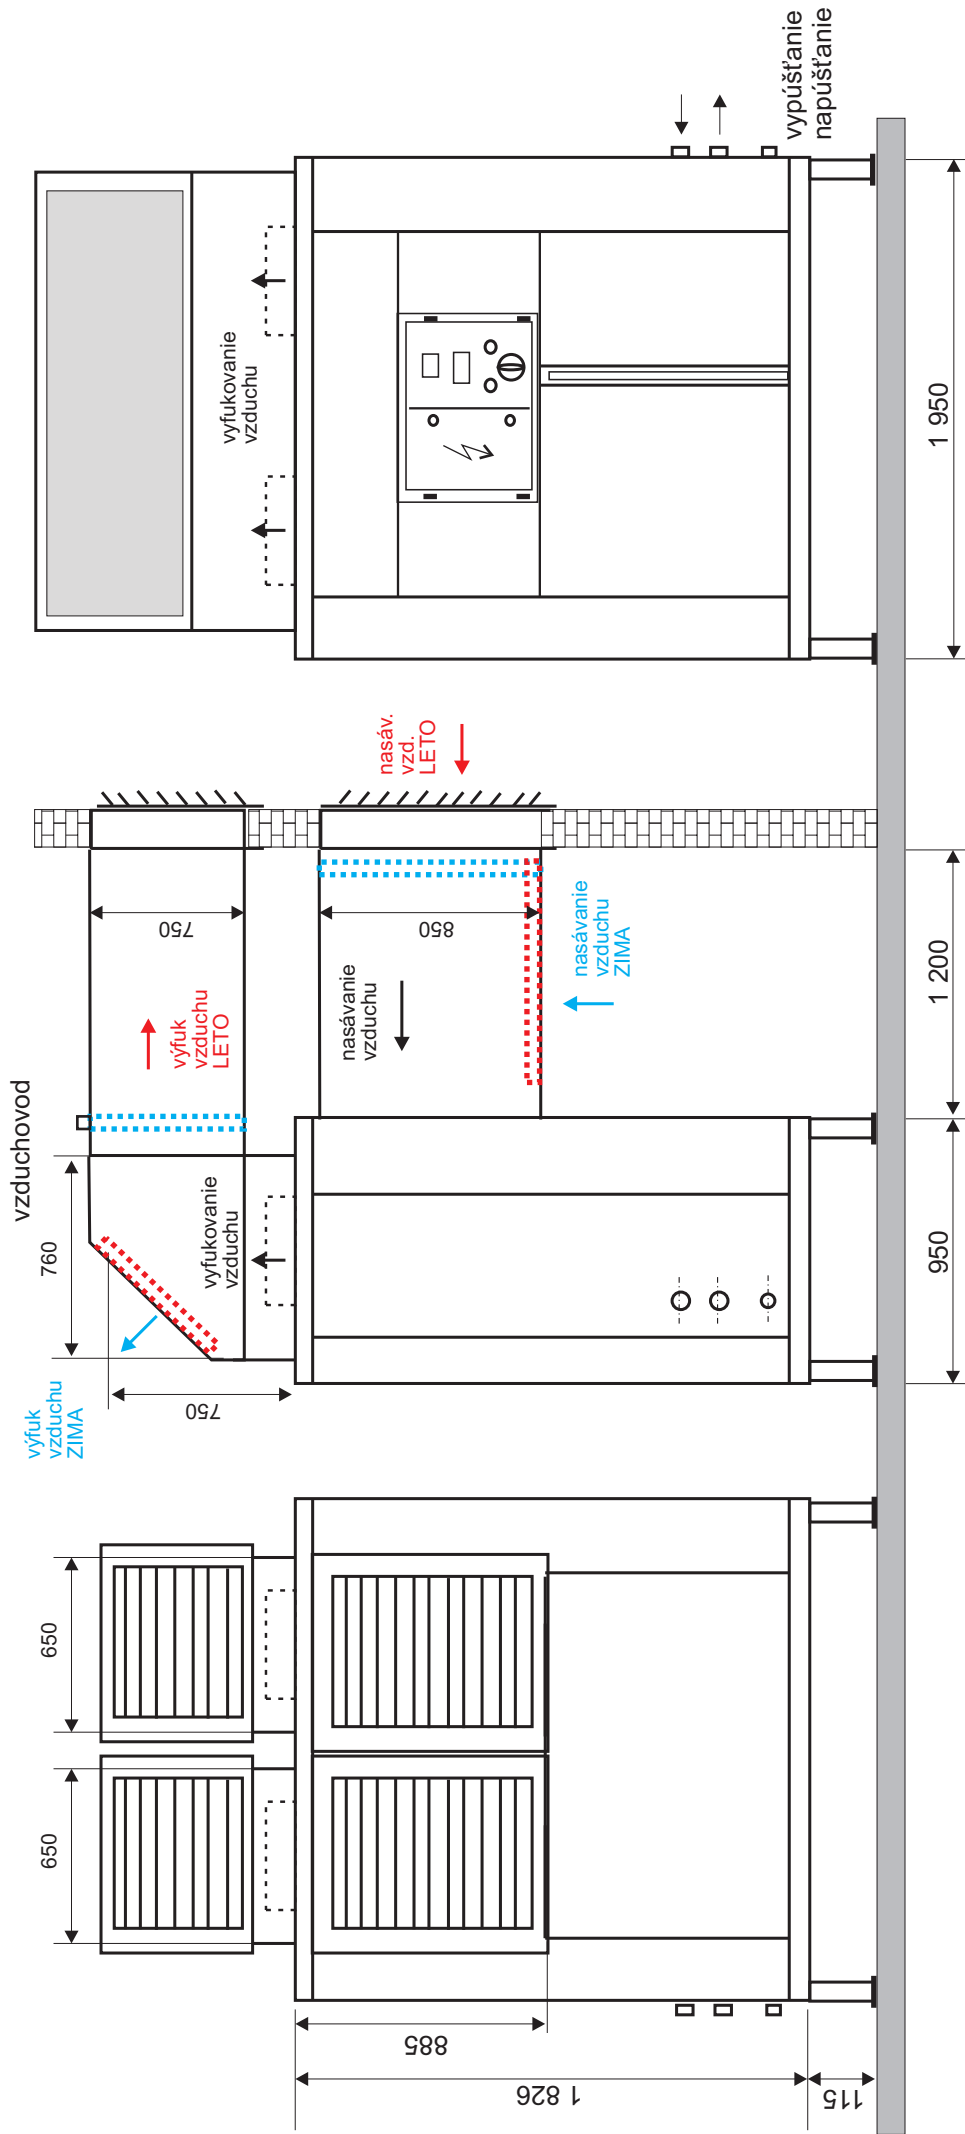 vzduchovod
650
650
výfuk
vzduchu
ZIMA
760
750
vyfukovanie
vzduchu
výfuk
vzduchu
LETO
750
nasávanie
vzduchu
850
nasáv.
vzd.
LETO
nasávanie
vzduchu
ZIMA
vyfukovanie
vzduchu
vypúšťanie
napúšťanie
885
1 826
115
950
1 200
1 950